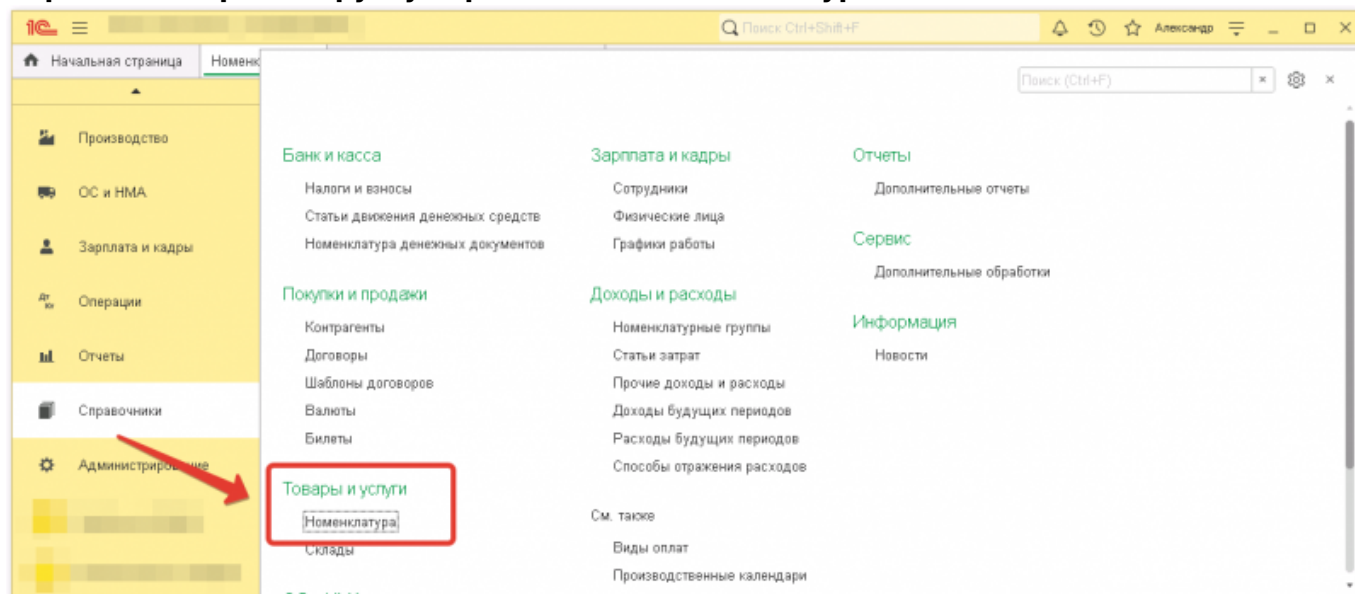 1С Поиск Ctrl+Shift+F Александр
Начальная страница Номенк
Поиск (Ctrl+F)
Производство
ОС и НМА
Зарплата и кадры
Дт Кт Операции
Отчеты
Справочники
Администрирование
Банк и касса
Налоги и взносы
Статьи движения денежных средств
Номенклатура денежных документов
Покупки и продажи
Контрагенты
Договоры
Шаблоны договоров
Валюты
Билеты
Товары и услуги
Номенклатура
Склады
Зарплата и кадры
Сотрудники
Физические лица
Графики работы
Доходы и расходы
Номенклатурные группы
Статьи затрат
Прочие доходы и расходы
Доходы будущих периодов
Расходы будущих периодов
Способы отражения расходов
См. также
Виды оплат
Производственные календари
Отчеты
Дополнительные отчеты
Сервис
Дополнительные обработки
Информация
Новости